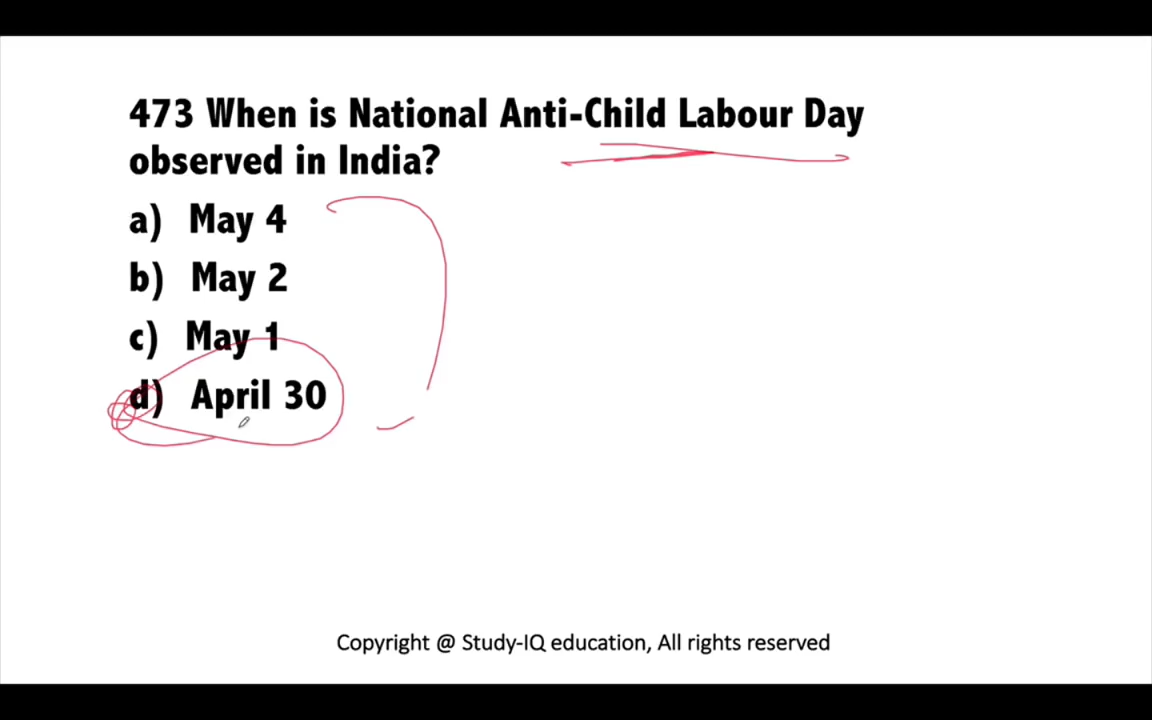 473 When is National Anti-Child Labour Day
observed in India?
a) May 4
b) May 2
c) May 1
d) April 30
Copyright @ Study-IQ education, All rights reserved